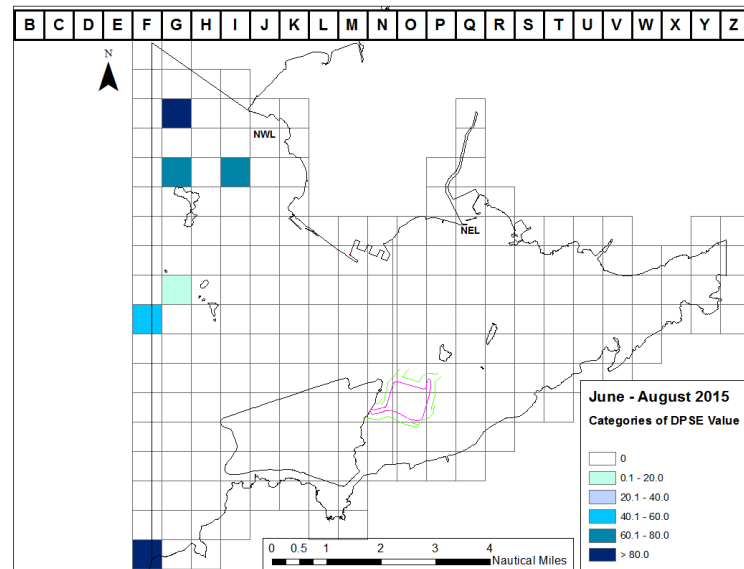 B C D E F G H I J K L M N O P Q R S T U V W X Y Z
N
NWL
NEL
June - August 2015
Categories of DPSE Value
0
0.1 - 20.0
20.1 - 40.0
40.1 - 60.0
60.1 - 80.0
> 80.0
0 0.5 1 2 3 4
Nautical Miles